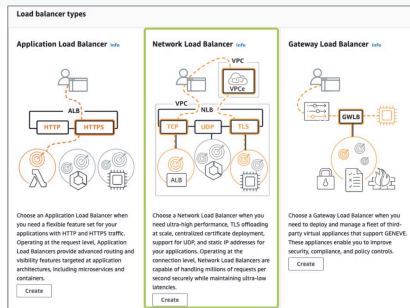 Load balancer types
Application Load Balancer Info
ALB
HTTP
HTTPS
Choose an Application Load Balancer when
you need a flexible feature set for your
applications with HTTP and HTTPS traffic.
Operating at the request level, Application
Load Balancers provide advanced routing and
visibility features targeted at application
architectures, including microservices and
containers.
Create
Network Load Balancer Info
VPC
VPCe
VPC
NLB
TCP
UDP
TLS
ALB
Choose a Network Load Balancer when you
need ultra-high performance, TLS offloading
at scale, centralized certificate deployment,
support for UDP, and static IP addresses for
your applications. Operating at the
connection level, Network Load Balancers are
capable of handling millions of requests per
second securely while maintaining ultra-low
latencies.
Create
Gateway Load Balancer Info
GWLB
Choose a Gateway Load Balancer when you
need to deploy and manage a fleet of third-
party virtual appliances that support GENEVE.
These appliances enable you to improve
security, compliance, and policy controls.
Create